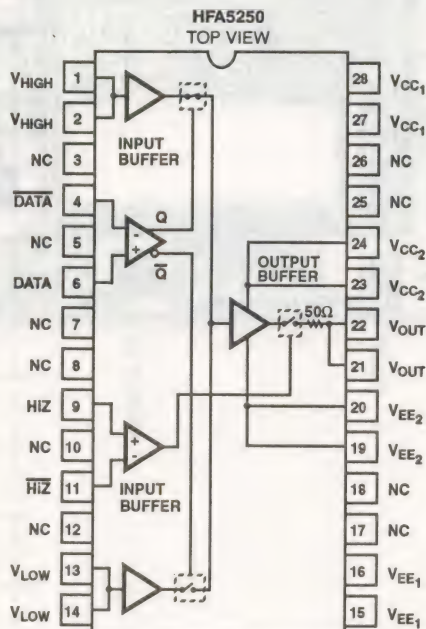 HFA5250
TOP VIEW
VHIGH 1
VHIGH 2
NC 3
DATA 4
NC 5
DATA 6
NC 7
NC 8
HIZ 9
NC 10
HIZ 11
NC 12
VLOW 13
VLOW 14
INPUT
BUFFER
Q
Q
- +
OUTPUT
BUFFER
50Ω
+ -
INPUT
BUFFER
28 VCC1
27 VCC1
26 NC
25 NC
24 VCC2
23 VCC2
22 VOUT
21 VOUT
20 VEE2
19 VEE2
18 NC
17 NC
16 VEE1
15 VEE1